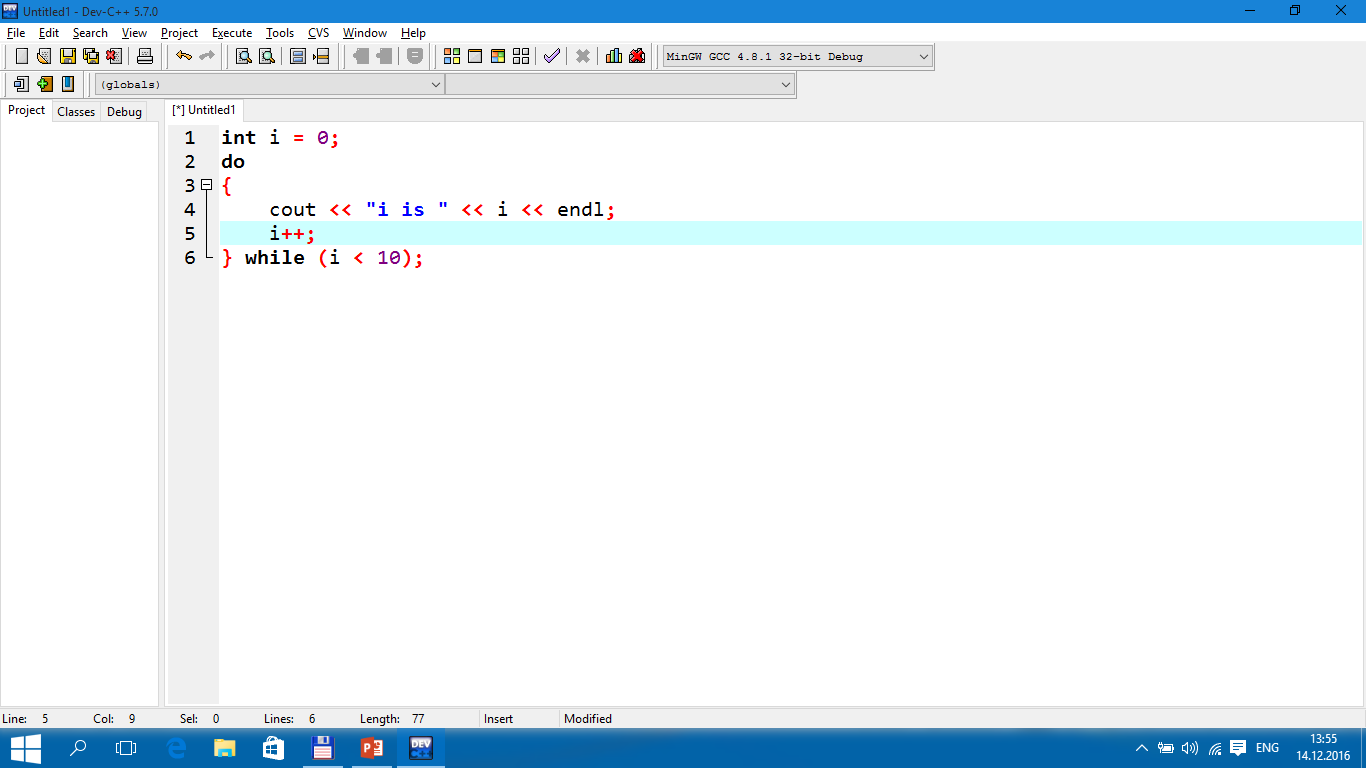 Untitled1 - Dev-C++ 5.7.0
File Edit Search View Project Execute Tools CVS Window Help
MinGW GCC 4.8.1 32-bit Debug
(globals)
Project Classes Debug [*] Untitled1
1 int i = 0;
2 do
3 {
4 cout << "i is " << i << endl;
5 i++;
6 } while (i < 10);
Line: 5 Col: 9 Sel: 0 Lines: 6 Length: 77 Insert Modified
DEV C++
ENG
13:55
14.12.2016